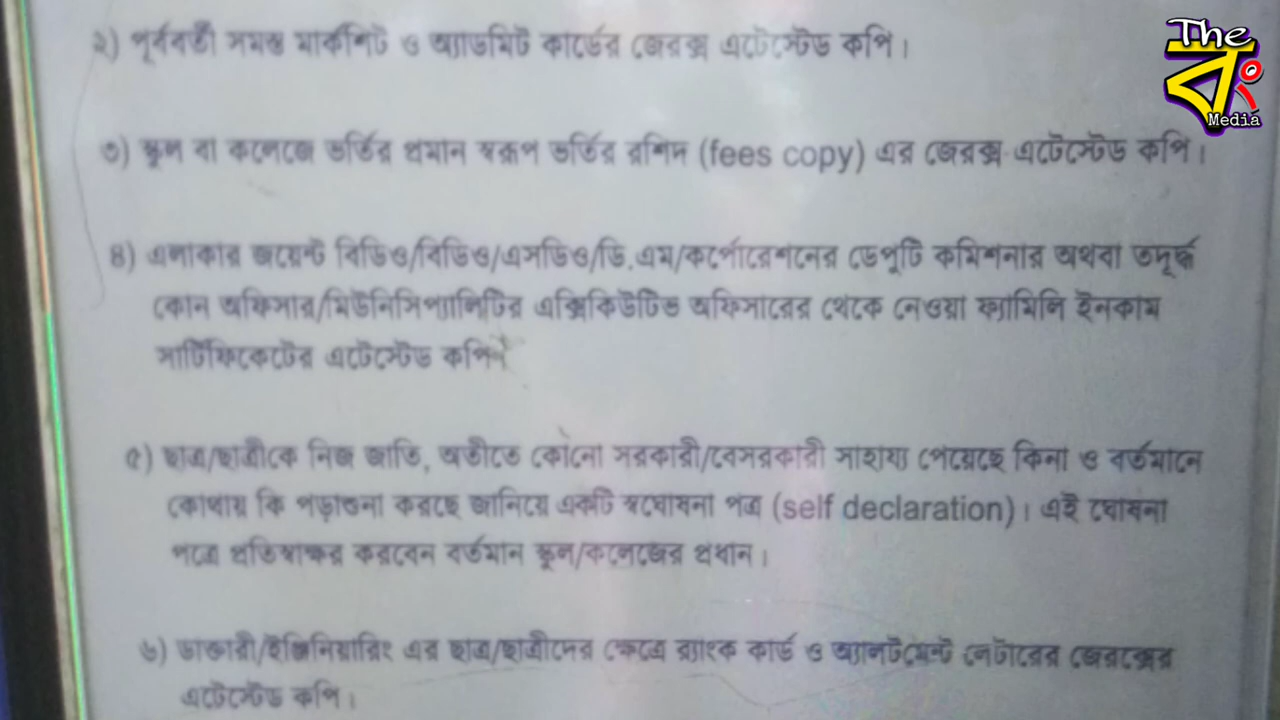 ২) পূর্ববর্তী সমস্ত মার্কশিট ও অ্যাডমিট কার্ডের জেরক্স এটেস্টেড কপি।
The
বং
Media
৩) স্কুল বা কলেজে ভর্তির প্রমান স্বরূপ ভর্তির রশিদ (fees copy) এর জেরক্স এটেস্টেড কপি।
৪) এলাকার জয়েন্ট বিডিও/বিডিও/এসডিও/ডি.এম/কর্পোরেশনের ডেপুটি কমিশনার অথবা তদূর্দ্ধ
কোন অফিসার/মিউনিসিপ্যালিটির এক্সিকিউটিভ অফিসারের থেকে নেওয়া ফ্যামিলি ইনকাম
সার্টিফিকেটের এটেস্টেড কপি
৫) ছাত্র/ছাত্রীকে নিজ জাতি, অতীতে কোনো সরকারী/বেসরকারী সাহায্য পেয়েছে কিনা ও বর্তমানে
কোথায় কি পড়াশুনা করছে জানিয়ে একটি স্বঘোষনা পত্র (self declaration)। এই ঘোষনা
পত্রে প্রতিস্বাক্ষর করবেন বর্তমান স্কুল/কলেজের প্রধান।
৬) ডাক্তারী/ইঞ্জিনিয়ারিং এর ছাত্র/ছাত্রীদের ক্ষেত্রে র‍্যাংক কার্ড ও অ্যালটমেন্ট লেটারের জেরক্সের
এটেস্টেড কপি।